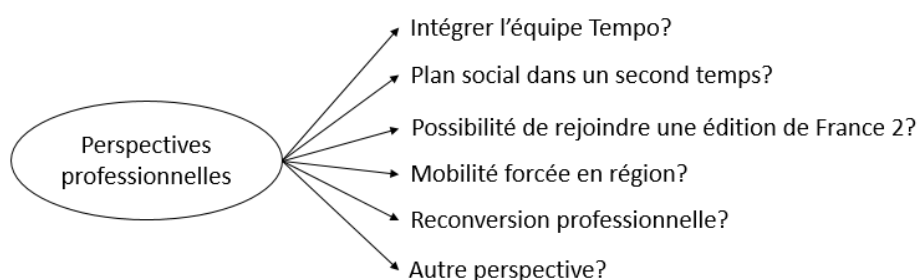 Intégrer l'équipe Tempo?
Plan social dans un second temps?
Perspectives
professionnelles
Possibilité de rejoindre une édition de France 2?
Mobilité forcée en région?
Reconversion professionnelle?
Autre perspective?